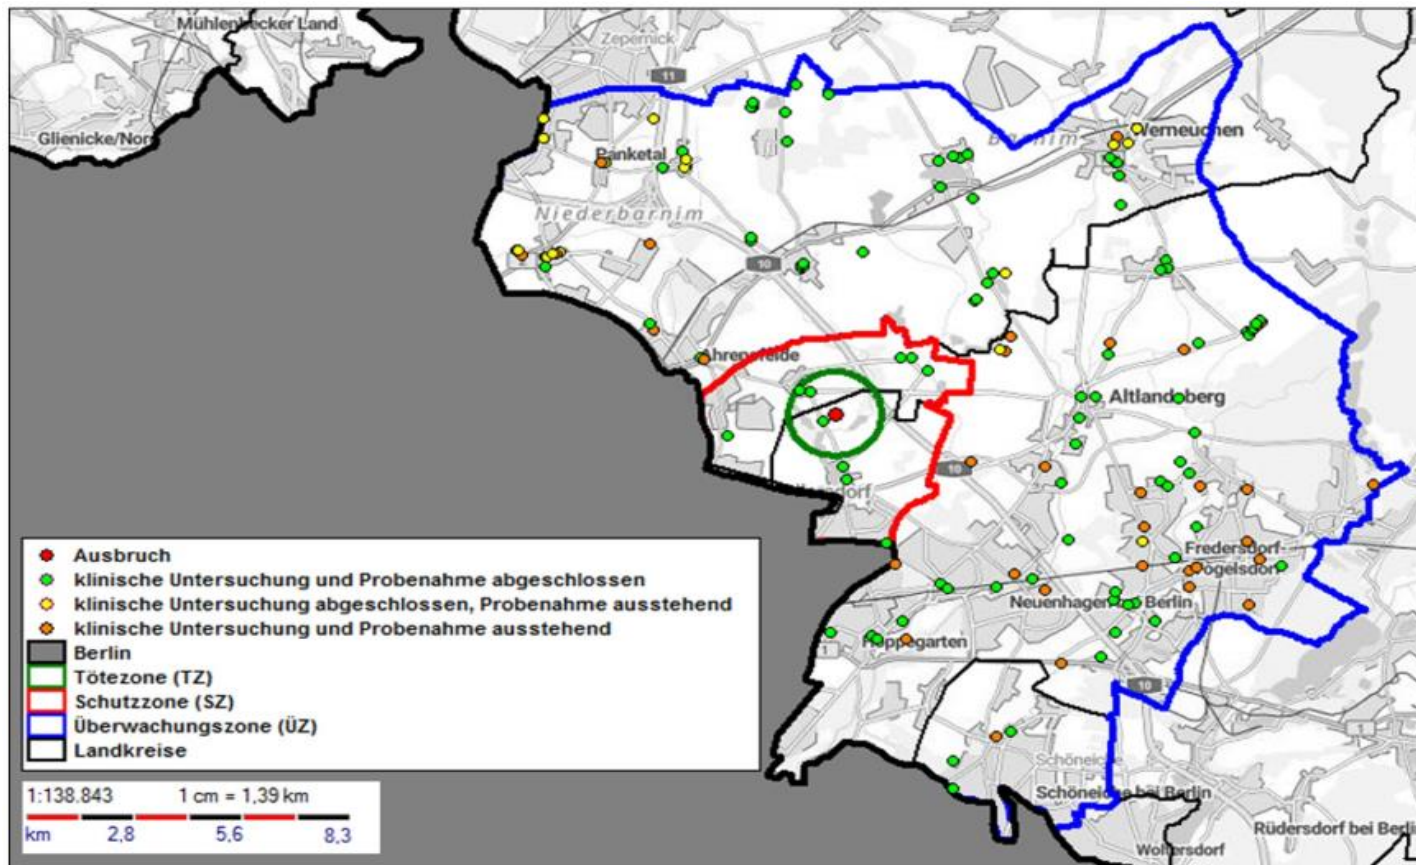 Mühlenbecker Land
Zepernick
11
Glienicke/Nor
Panketal
Barnim
Werneuchen
Niederbarnim
10
Ahrensfelde
Altlandsberg
10
Ausbruch
klinische Untersuchung und Probenahme abgeschlossen
klinische Untersuchung abgeschlossen, Probenahme ausstehend
klinische Untersuchung und Probenahme ausstehend
Berlin
Tötezone (TZ)
Schutzzone (SZ)
Überwachungszone (ÜZ)
Landkreise
Fredersdorf-
Vogelsdorf
Neuenhagen bei Berlin
1
Hoppegarten
10
1
Schöneiche
Schöneiche bei Berlin
Rüdersdorf bei Berlin
Woltersdorf
1:138.843 1 cm = 1,39 km
km 2,8 5,6 8,3